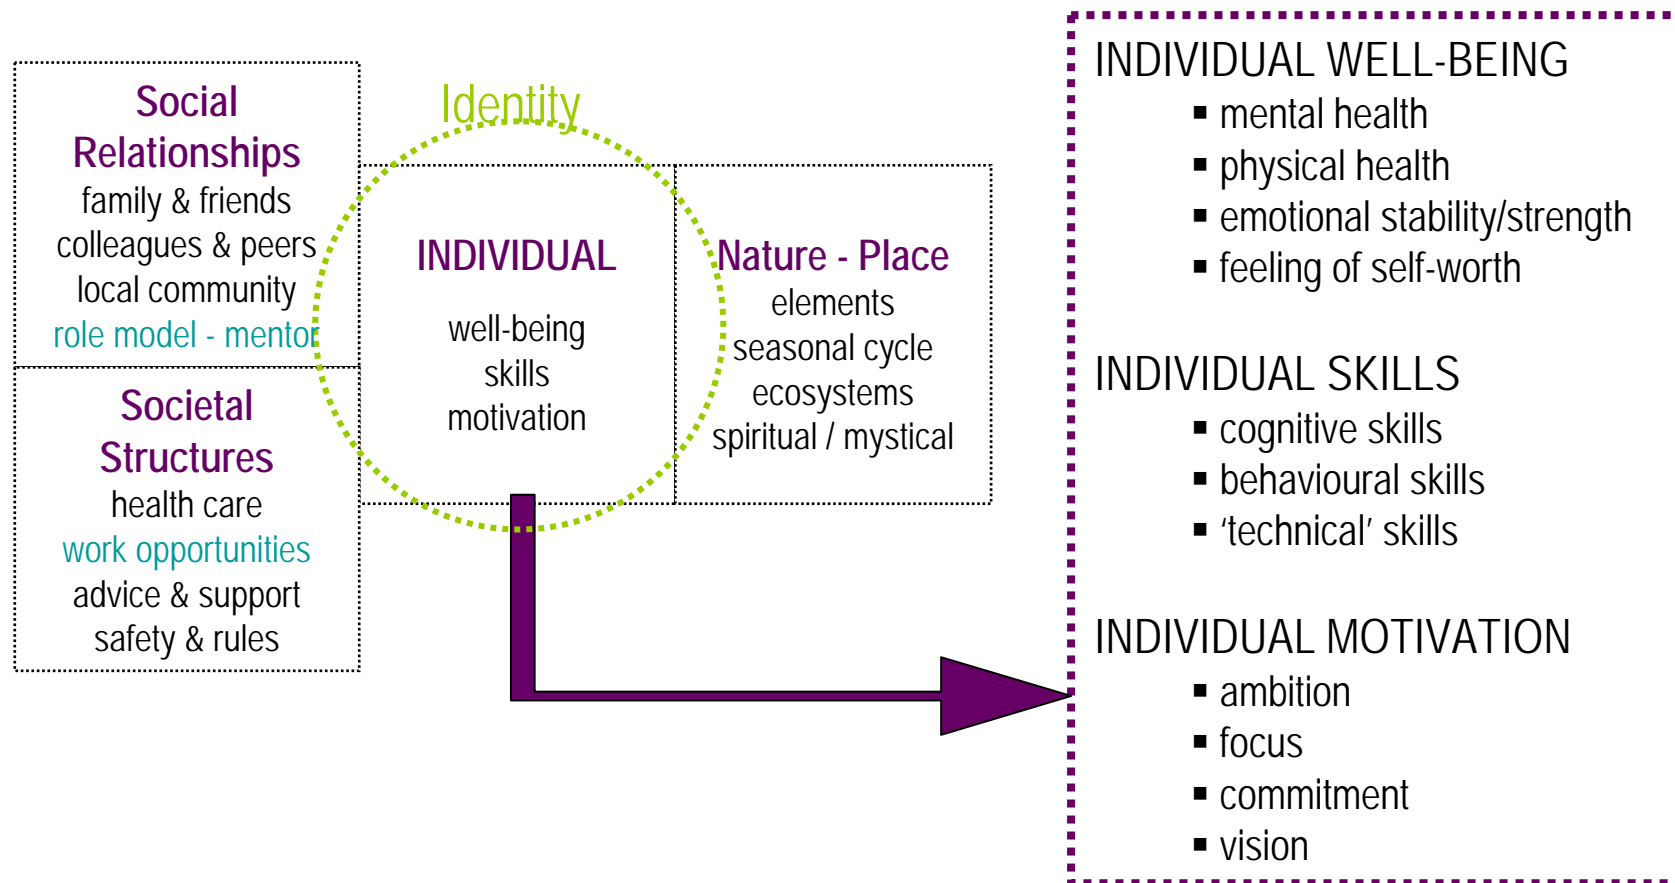 Social
Relationships
family & friends
colleagues & peers
local community
role model - mentor
Societal
Structures
health care
work opportunities
advice & support
safety & rules
Identity
INDIVIDUAL
well-being
skills
motivation
Nature - Place
elements
seasonal cycle
ecosystems
spiritual / mystical
INDIVIDUAL WELL-BEING
▪ mental health
▪ physical health
▪ emotional stability/strength
▪ feeling of self-worth
INDIVIDUAL SKILLS
▪ cognitive skills
▪ behavioural skills
▪ ‘technical’ skills
INDIVIDUAL MOTIVATION
▪ ambition
▪ focus
▪ commitment
▪ vision